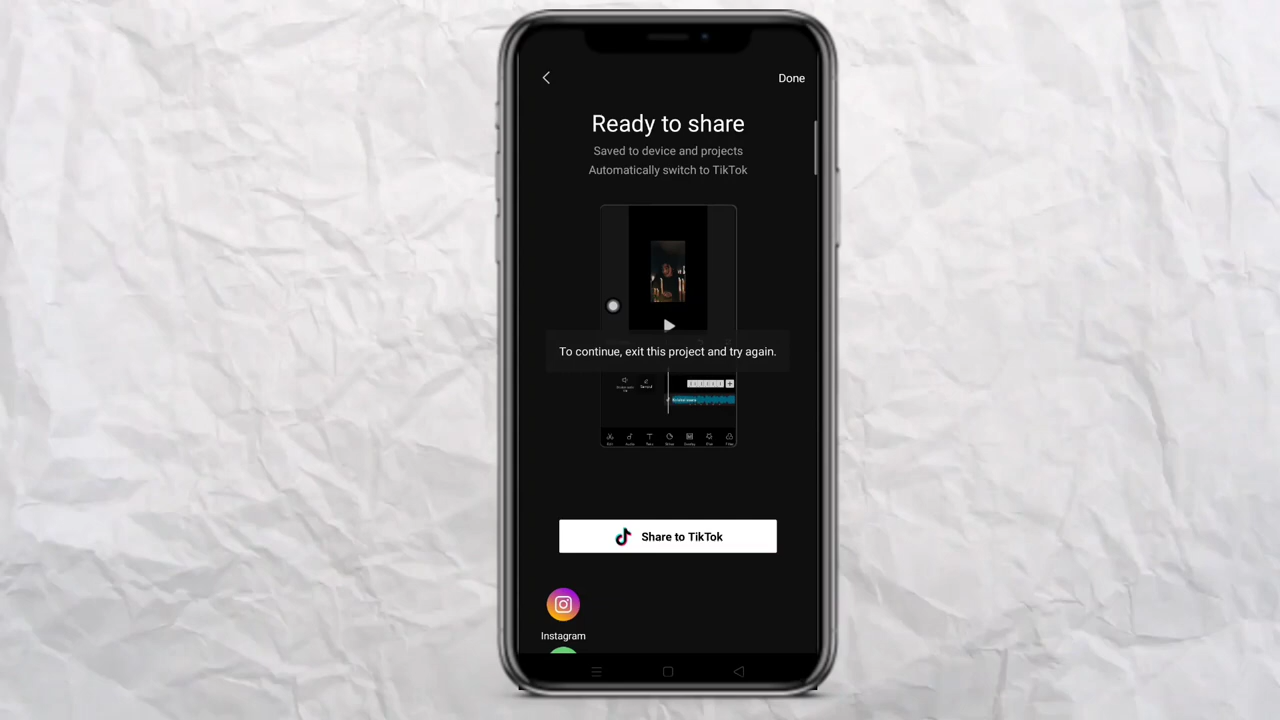 Done
Ready to share
Saved to device and projects
Automatically switch to TikTok
To continue, exit this project and try again.
Share to TikTok
Instagram